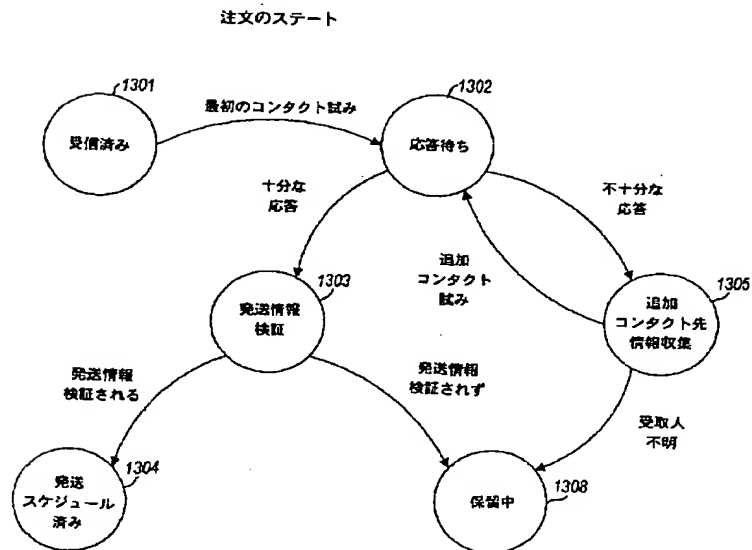 注文のステート
1301
受信済み
最初のコンタクト試み
1302
応答待ち
十分な
応答
不十分な
応答
追加
コンタクト
試み
1303
発送情報
検証
1305
追加
コンタクト先
情報収集
発送情報
検証される
発送情報
検証されず
受取人
不明
1304
発送
スケジュール
済み
保留中
1308